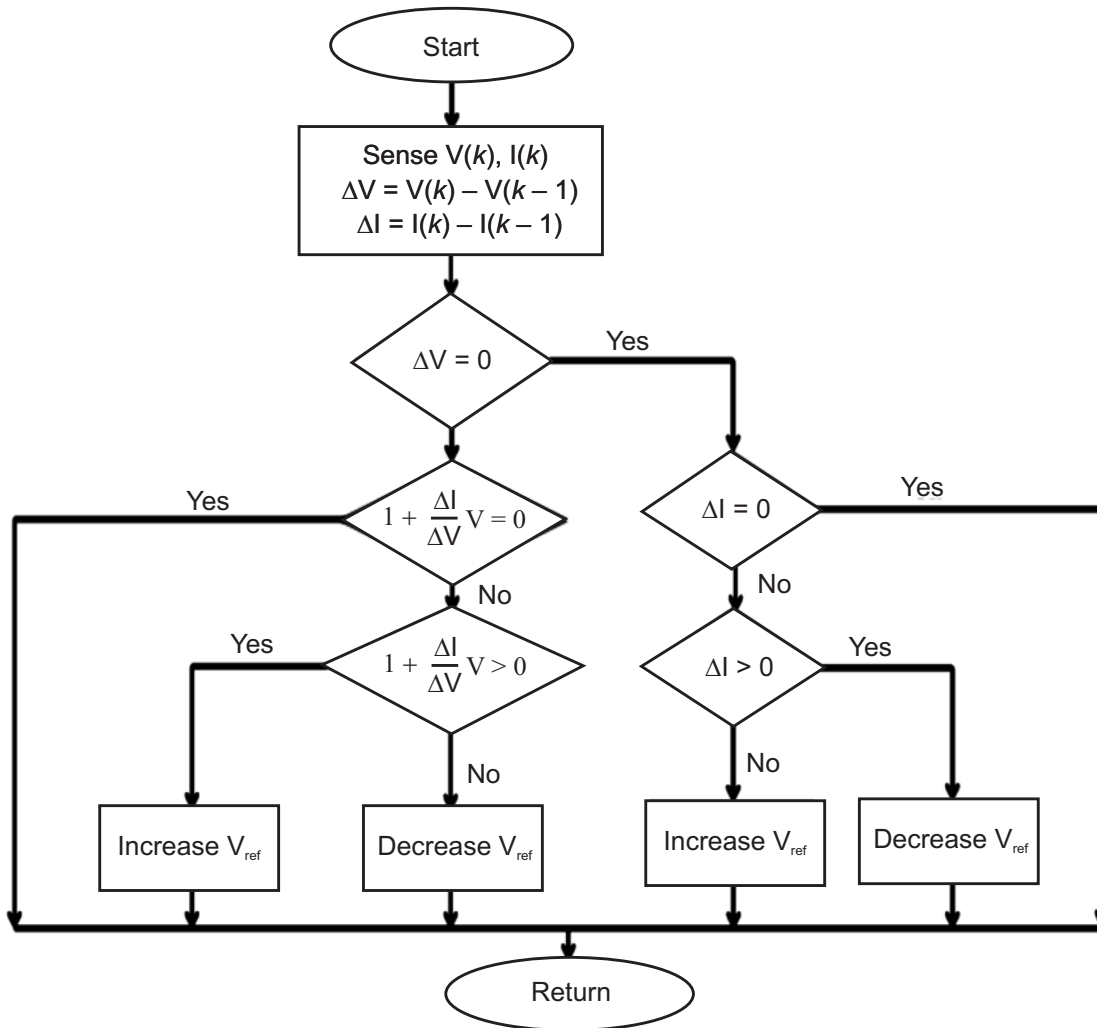 Start
Sense V(k), I(k)
ΔV = V(k) – V(k – 1)
ΔI = I(k) – I(k – 1)
ΔV = 0
Yes
Yes
1 + ΔI/ΔV V = 0
ΔI = 0
Yes
No
No
Yes
1 + ΔI/ΔV V > 0
ΔI > 0
Yes
No
No
Increase Vref
Decrease Vref
Increase Vref
Decrease Vref
Return